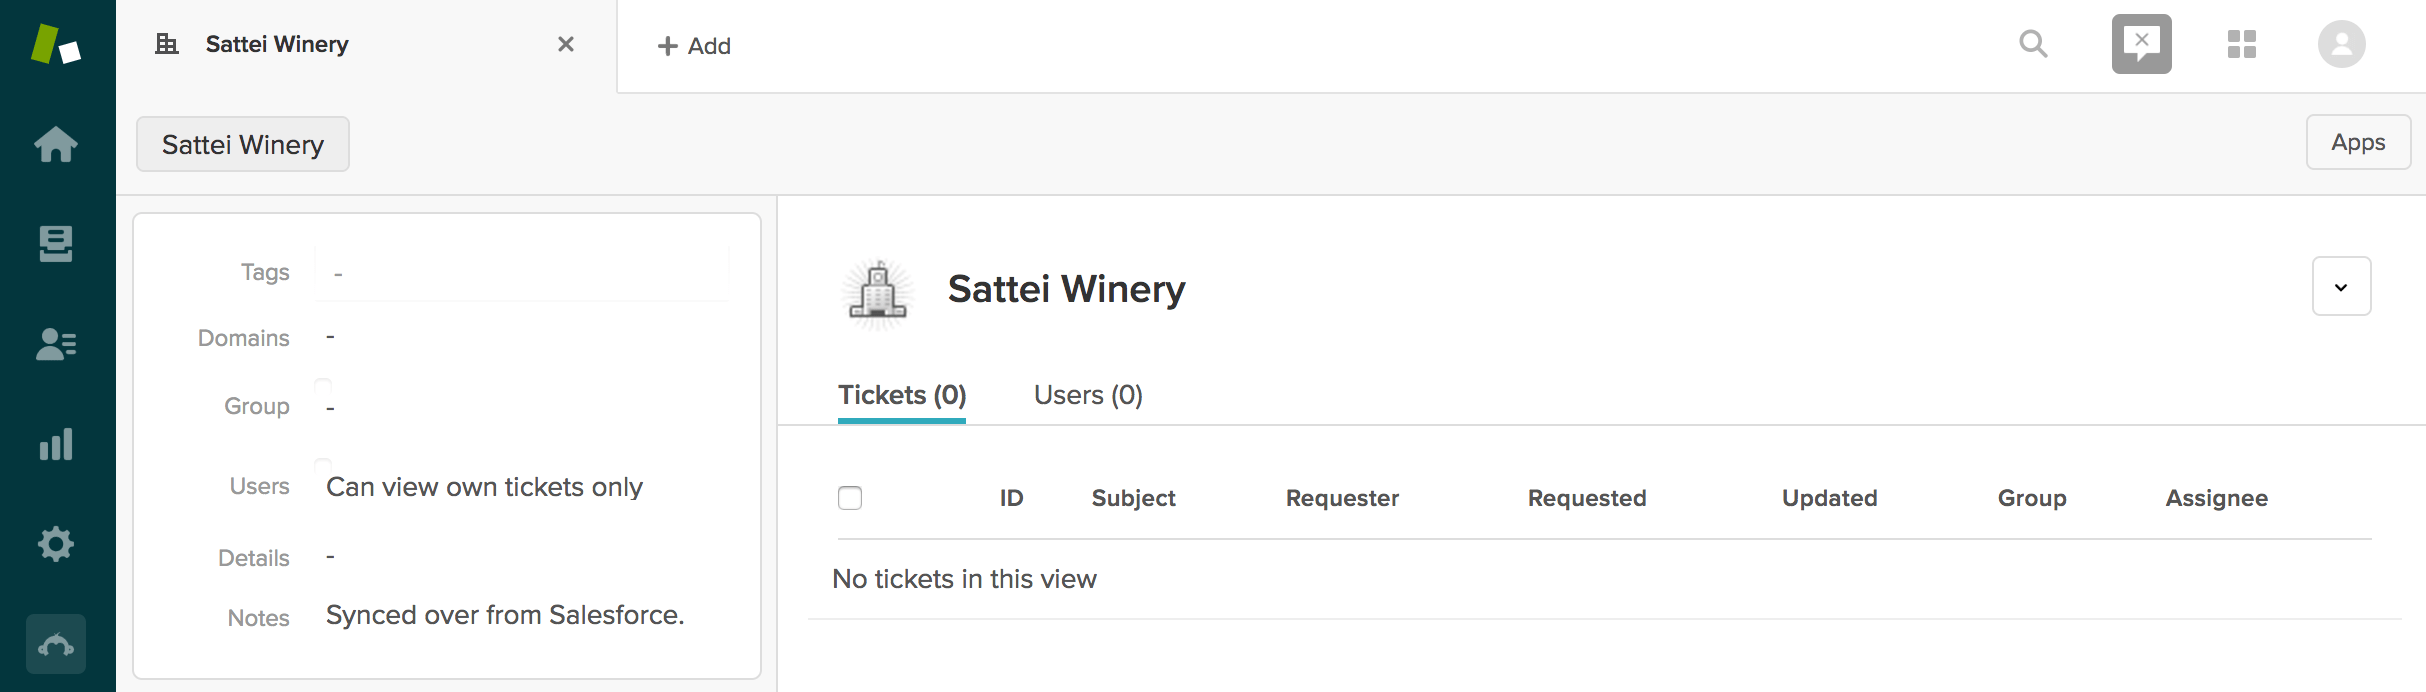 Sattei Winery
Add
Sattei Winery
Apps
Tags -
Domains -
Group -
Users Can view own tickets only
Details -
Notes Synced over from Salesforce.
Sattei Winery
Tickets (0) Users (0)
ID Subject Requester Requested Updated Group Assignee
No tickets in this view